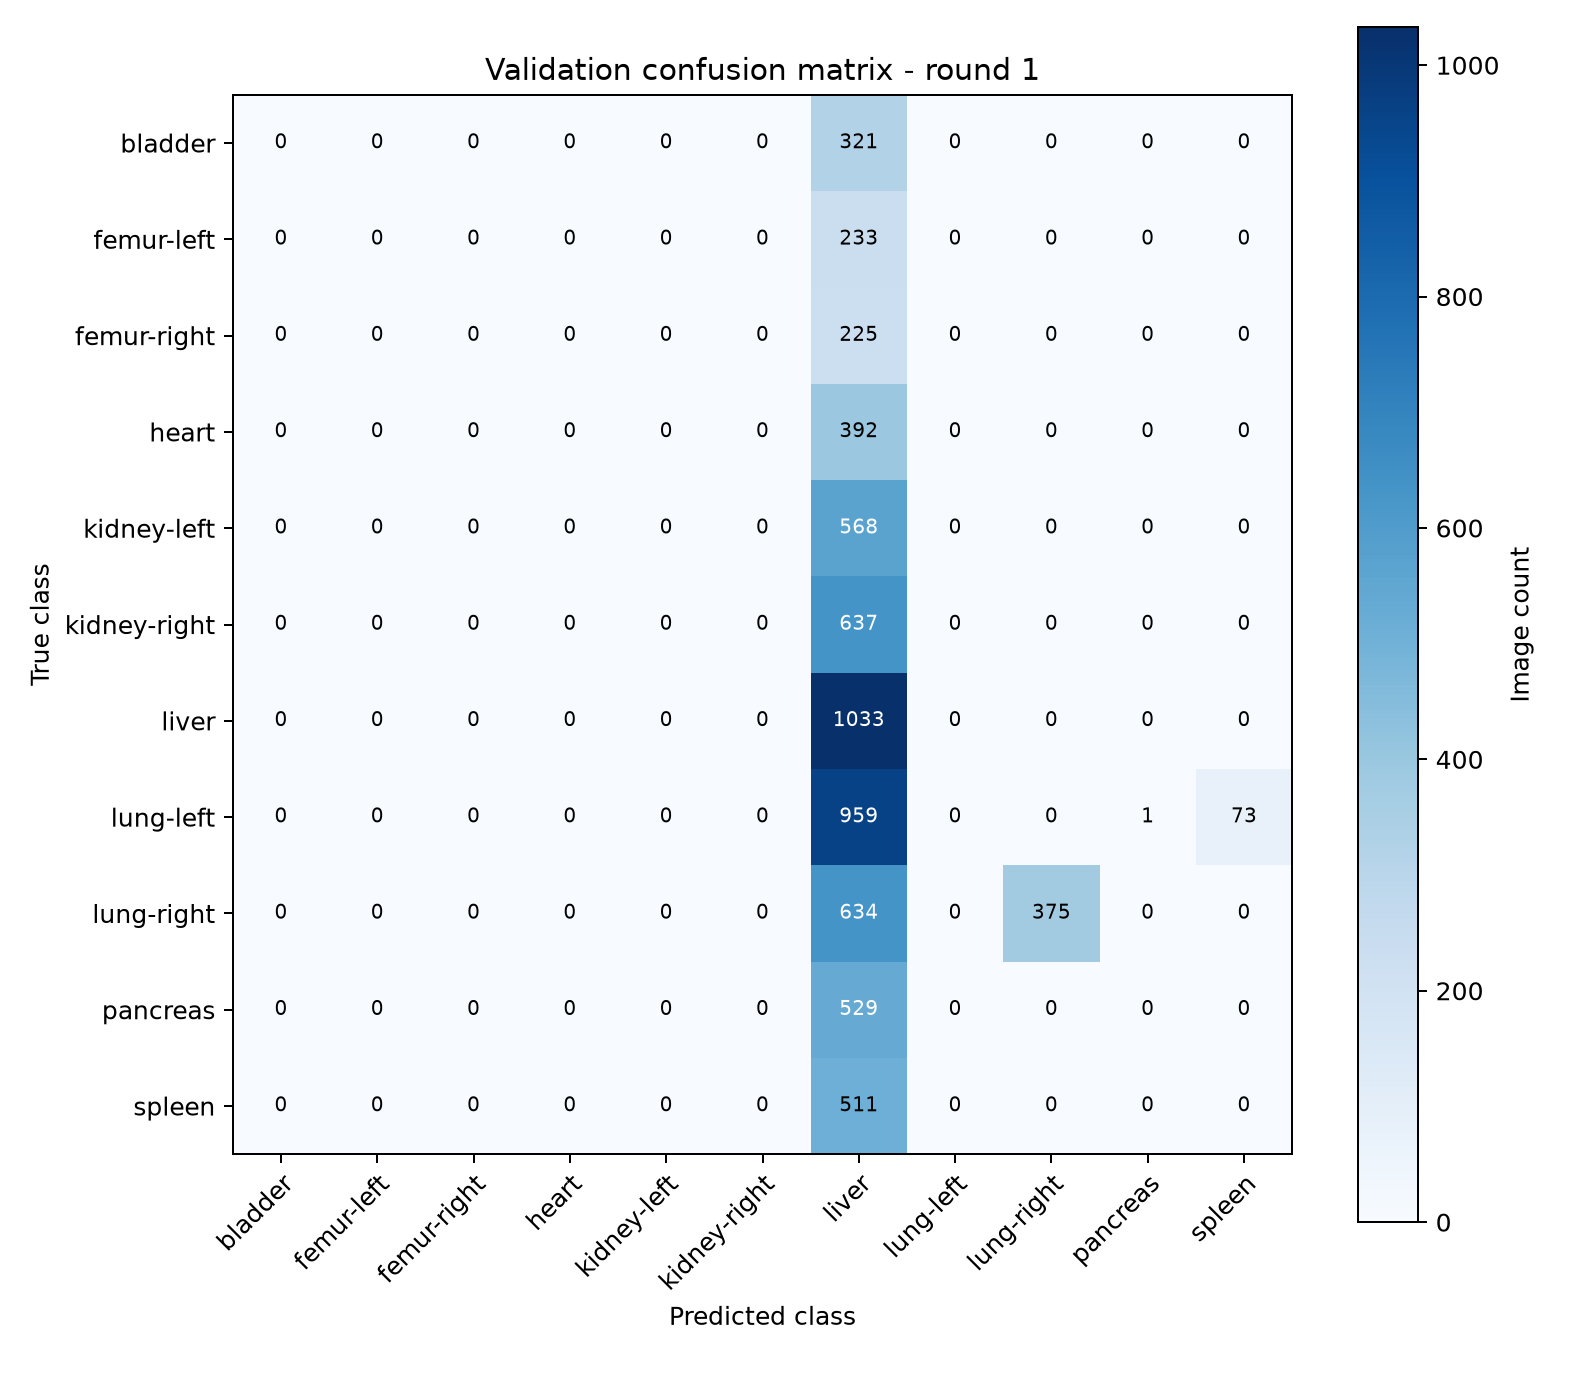 Validation confusion matrix - round 1
bladder 0 0 0 0 0 0 321 0 0 0 0
femur-left 0 0 0 0 0 0 233 0 0 0 0
femur-right 0 0 0 0 0 0 225 0 0 0 0
heart 0 0 0 0 0 0 392 0 0 0 0
kidney-left 0 0 0 0 0 0 568 0 0 0 0
kidney-right 0 0 0 0 0 0 637 0 0 0 0
liver 0 0 0 0 0 0 1033 0 0 0 0
lung-left 0 0 0 0 0 0 959 0 0 1 73
lung-right 0 0 0 0 0 0 634 0 375 0 0
pancreas 0 0 0 0 0 0 529 0 0 0 0
spleen 0 0 0 0 0 0 511 0 0 0 0
bladder femur-left femur-right heart kidney-left kidney-right liver lung-left lung-right pancreas spleen
Predicted class
True class
1000
800
600
400
200
0
Image count